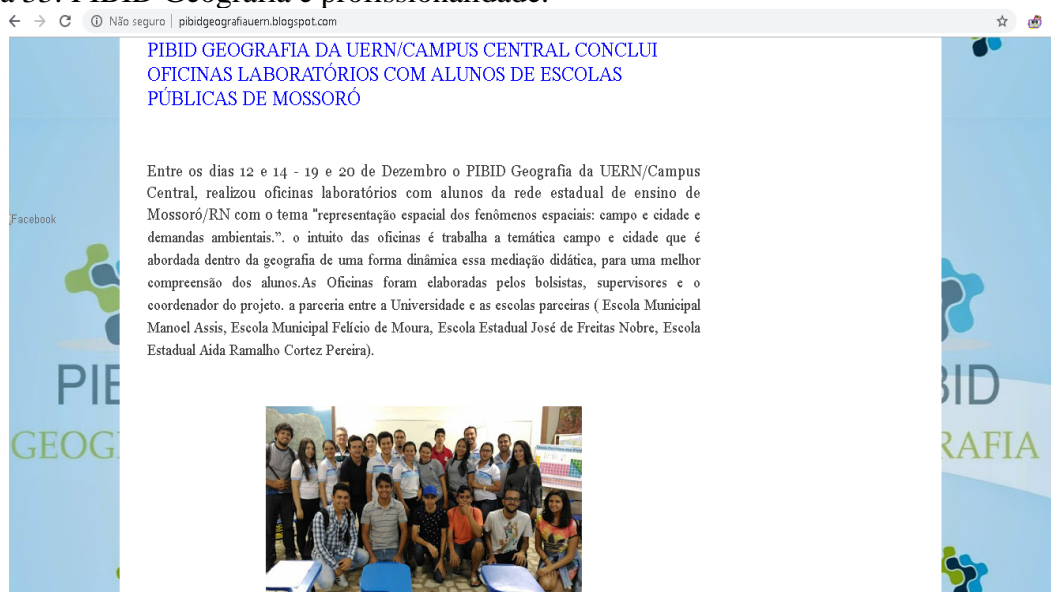 a 35: PIBID Geografia e profissionalidade.
Não seguro | pibidgeografiauern.blogspot.com
PIBID GEOGRAFIA DA UERN/CAMPUS CENTRAL CONCLUI
OFICINAS LABORATÓRIOS COM ALUNOS DE ESCOLAS
PÚBLICAS DE MOSSORÓ
Entre os dias 12 e 14 - 19 e 20 de Dezembro o PIBID Geografia da UERN/Campus
Central, realizou oficinas laboratórios com alunos da rede estadual de ensino de
Mossoró/RN com o tema "representação espacial dos fenômenos espaciais: campo e cidade e
demandas ambientais.”. o intuito das oficinas é trabalha a temática campo e cidade que é
abordada dentro da geografia de uma forma dinâmica essa mediação didática, para uma melhor
compreensão dos alunos.As Oficinas foram elaboradas pelos bolsistas, supervisores e o
coordenador do projeto. a parceria entre a Universidade e as escolas parceiras ( Escola Municipal
Manoel Assis, Escola Municipal Felício de Moura, Escola Estadual José de Freitas Nobre, Escola
Estadual Aida Ramalho Cortez Pereira).
Facebook
PIB
GEOG
BID
RAFIA